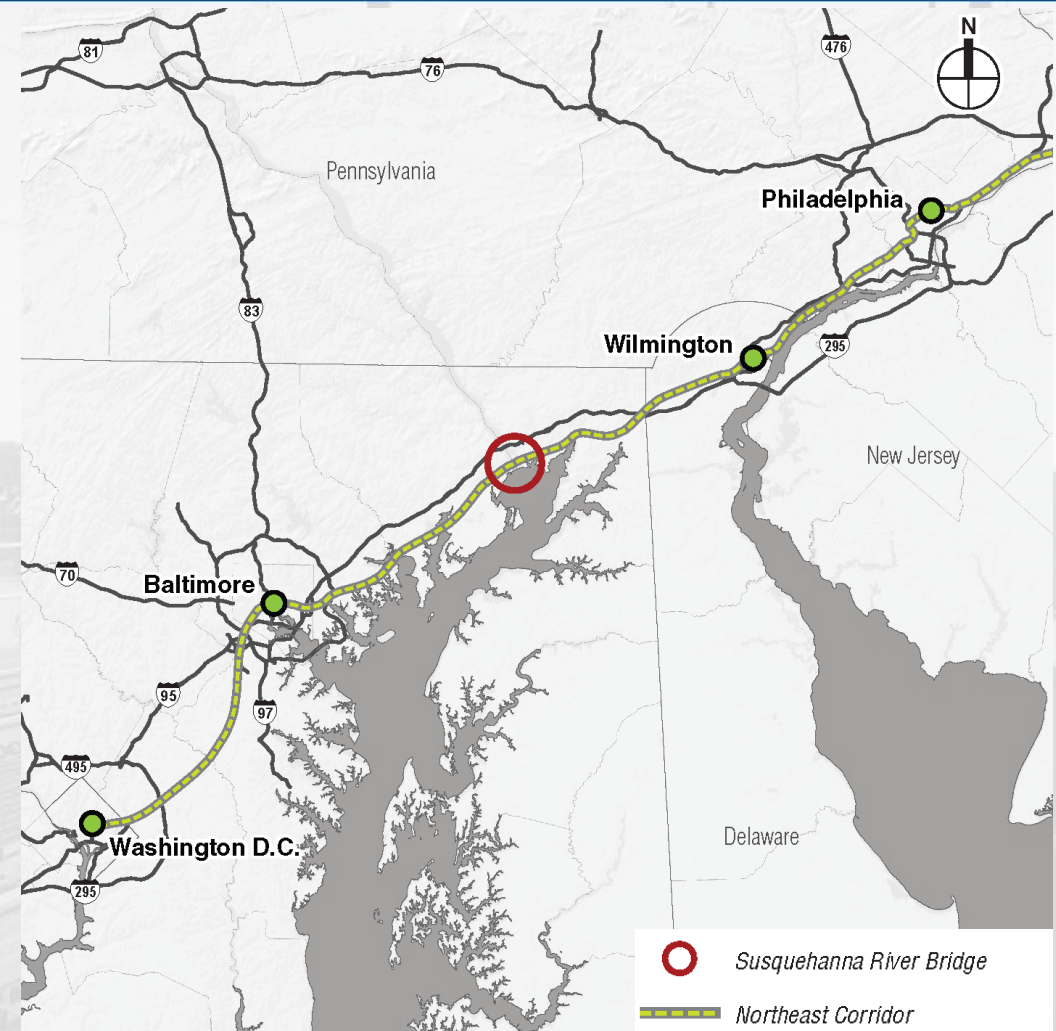 N
81
76
476
Pennsylvania
Philadelphia
83
Wilmington
295
New Jersey
70
Baltimore
95
97
495
Washington D.C.
295
Delaware
Susquehanna River Bridge
Northeast Corridor